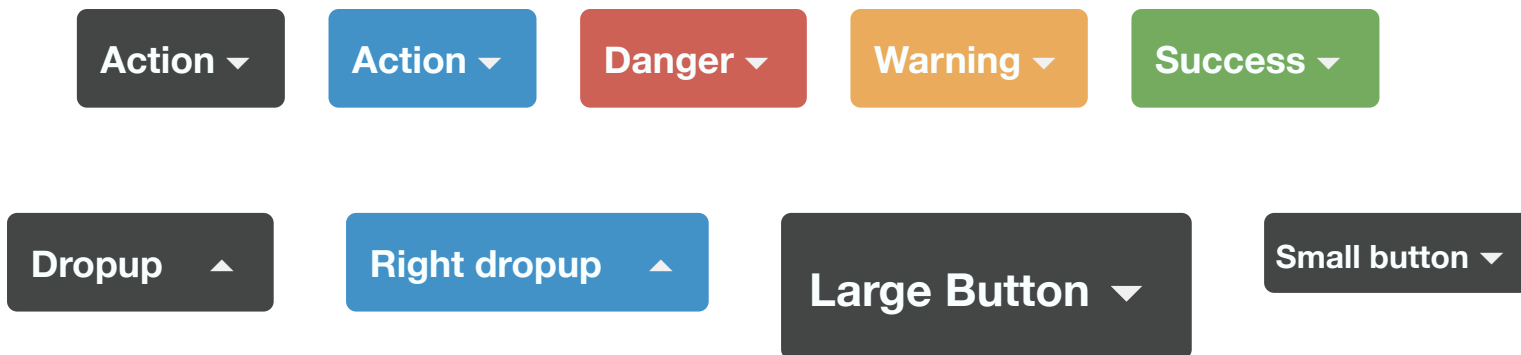 Action
Action
Danger
Warning
Success
Dropup
Right dropup
Large Button
Small button